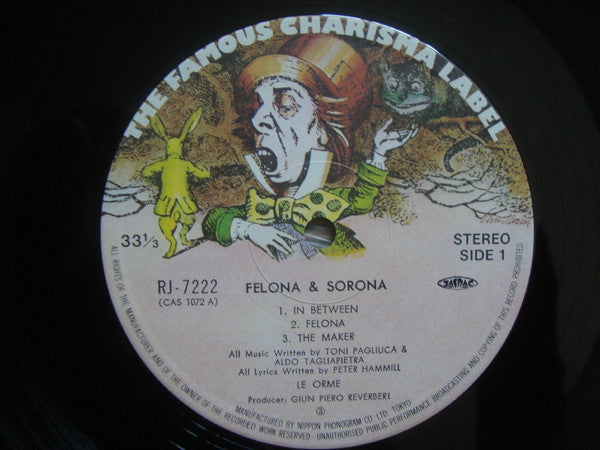 THE FAMOUS CHARISMA LABEL
33 1/3
STEREO
SIDE 1
RJ-7222
(CAS 1072 A)
FELONA & SORONA
1. IN BETWEEN
2. FELONA
3. THE MAKER
All Music Written by TONI PAGLIUCA &
ALDO TAGLIAPIETRA
All Lyrics Written by PETER HAMMILL
LE ORME
Producer: GIUN PIERO REVERBERI
ALL RIGHTS OF THE MANUFACTURER AND OF THE OWNER OF THE RECORDED WORK RESERVED · UNAUTHORISED PUBLIC PERFORMANCE BROADCASTING AND COPYING OF THIS RECORD PROHIBITED
MANUFACTURED BY NIPPON PHONOGRAM CO. LTD. TOKYO